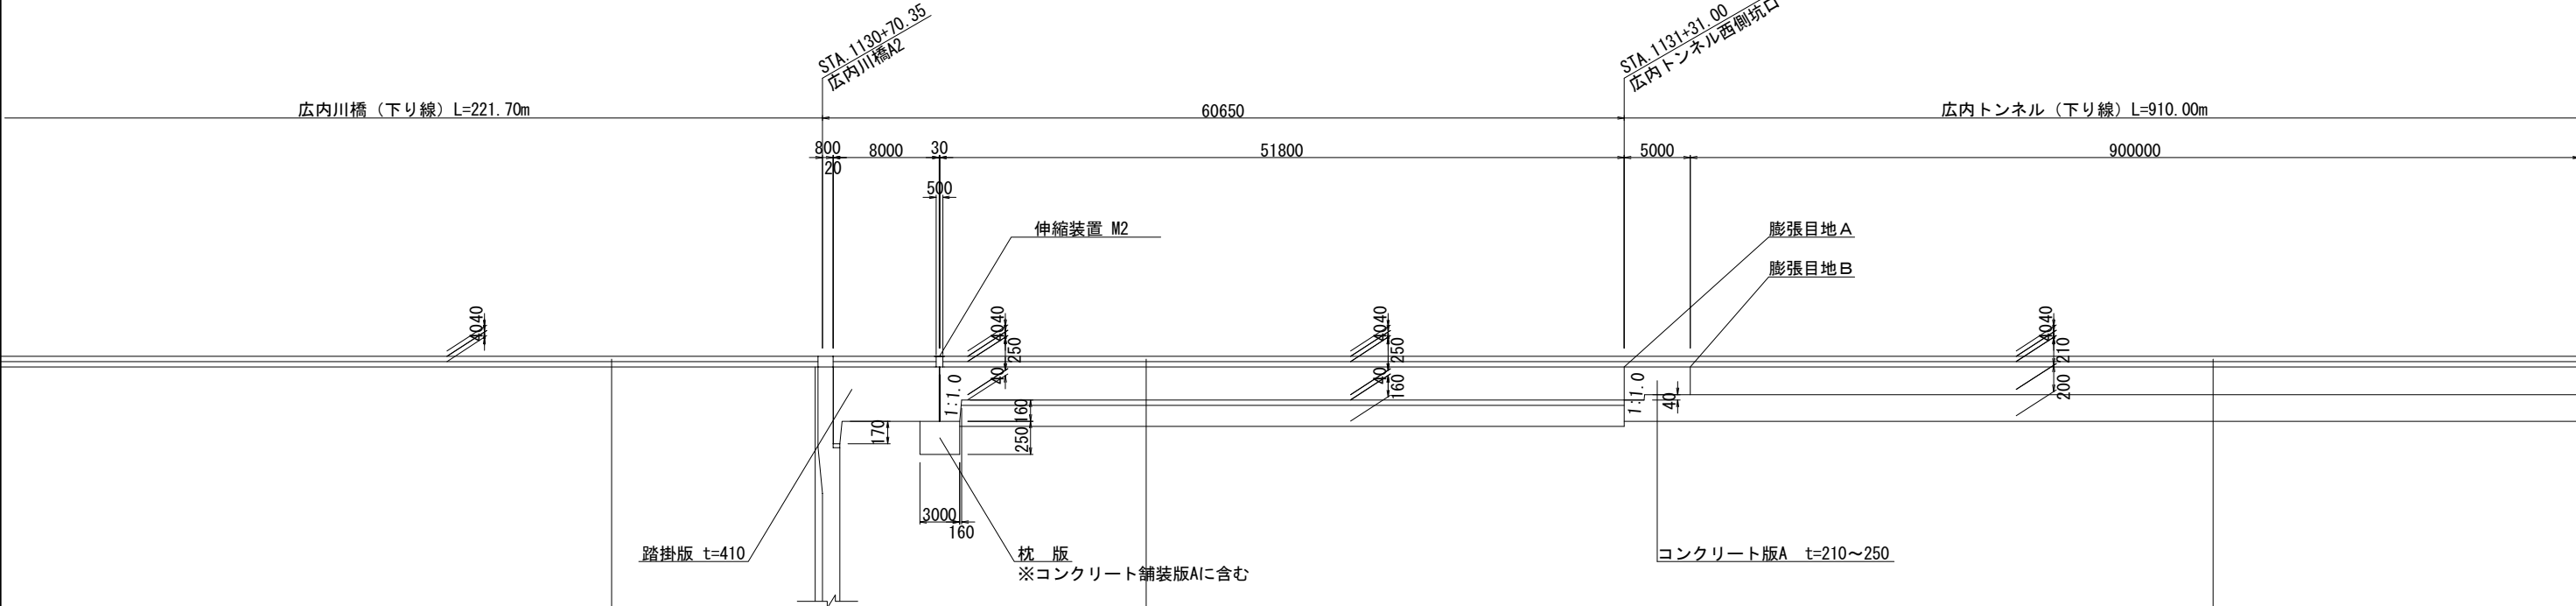 STA.1130+70.35
広内川橋A2
STA.1131+31.00
広内トンネル西側坑口
広内川橋（下り線）L=221.70m
60650
広内トンネル（下り線）L=910.00m
800
20
8000
30
51800
5000
900000
500
伸縮装置 M2
膨張目地A
膨張目地B
4040
4040
250
40
4040
250
40
160
4040
210
200
1:1.0
1:1.0
40
170
160
250
3000
160
踏掛版 t=410
枕 版
※コンクリート舗装版Aに含む
コンクリート版A t=210～250